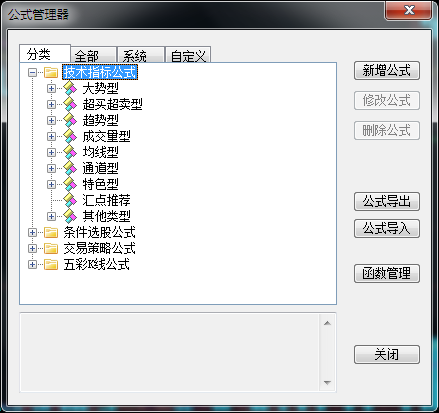 公式管理器
分类 全部 系统 自定义
技术指标公式
大势型
超买超卖型
趋势型
成交量型
均线型
通道型
特色型
汇点推荐
其他类型
条件选股公式
交易策略公式
五彩K线公式
新增公式
修改公式
删除公式
公式导出
公式导入
函数管理
关闭